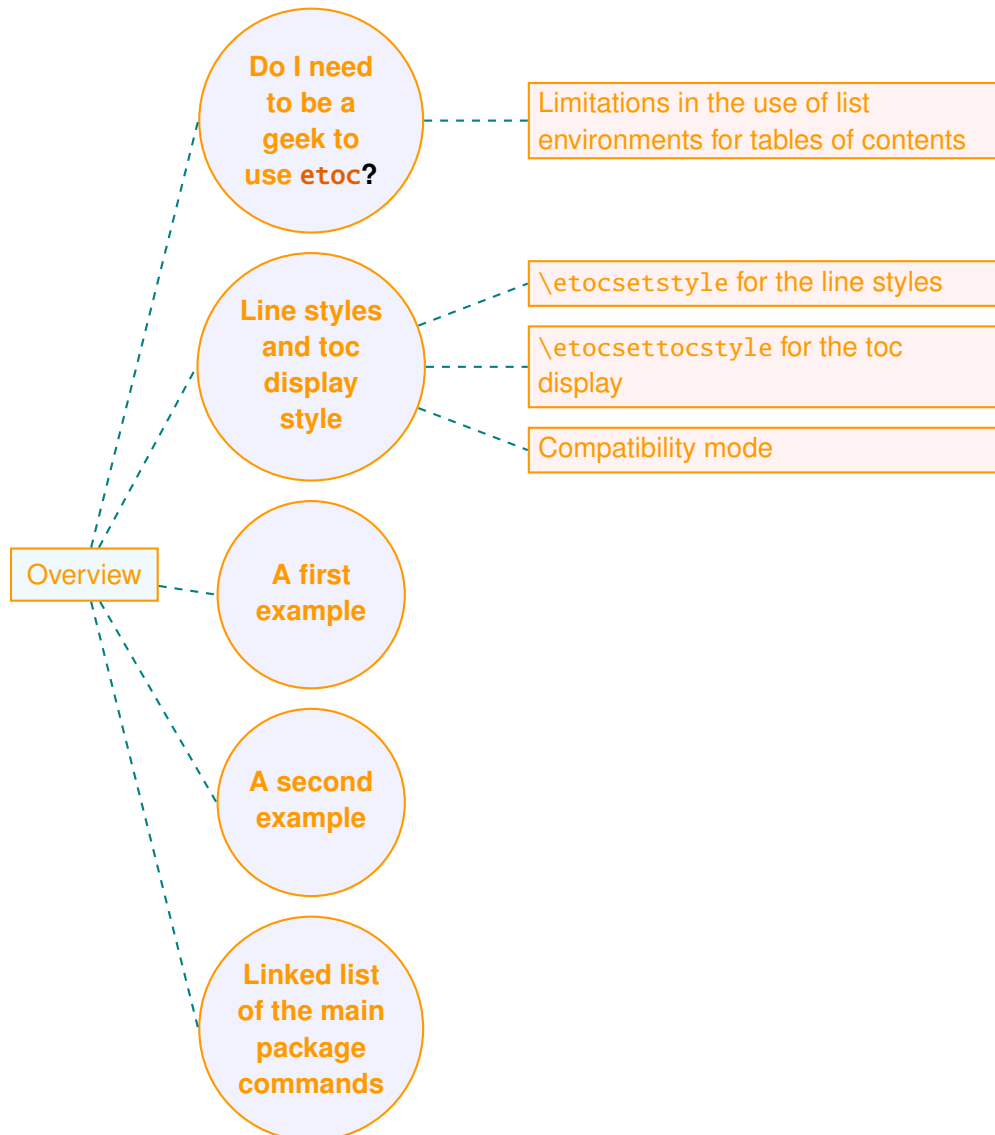 Do I need
to be a
geek to
use etoc?
Limitations in the use of list
environments for tables of contents
Line styles
and toc
display
style
\etocsetstyle for the line styles
\etocsettocstyle for the toc
display
Compatibility mode
Overview
A first
example
A second
example
Linked list
of the main
package
commands